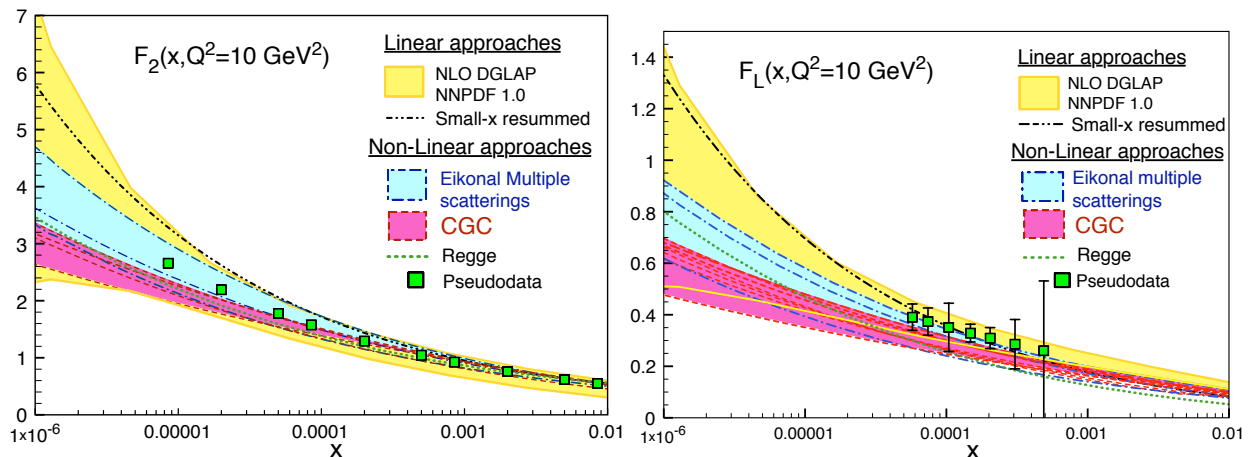 7
6
5
4
3
2
1
0
F2(x,Q²=10 GeV²)
Linear approaches
NLO DGLAP
NNPDF 1.0
Small-x resummed
Non-Linear approaches
Eikonal Multiple
scatterings
CGC
Regge
Pseudodata
1×10⁻⁶
0.00001
0.0001
0.001
0.01
x
1.4
1.2
1
0.8
0.6
0.4
0.2
0
FL(x,Q²=10 GeV²)
Linear approaches
NLO DGLAP
NNPDF 1.0
Small-x resummed
Non-Linear approaches
Eikonal multiple
scatterings
CGC
Regge
Pseudodata
1×10⁻⁶
0.00001
0.0001
0.001
0.01
x